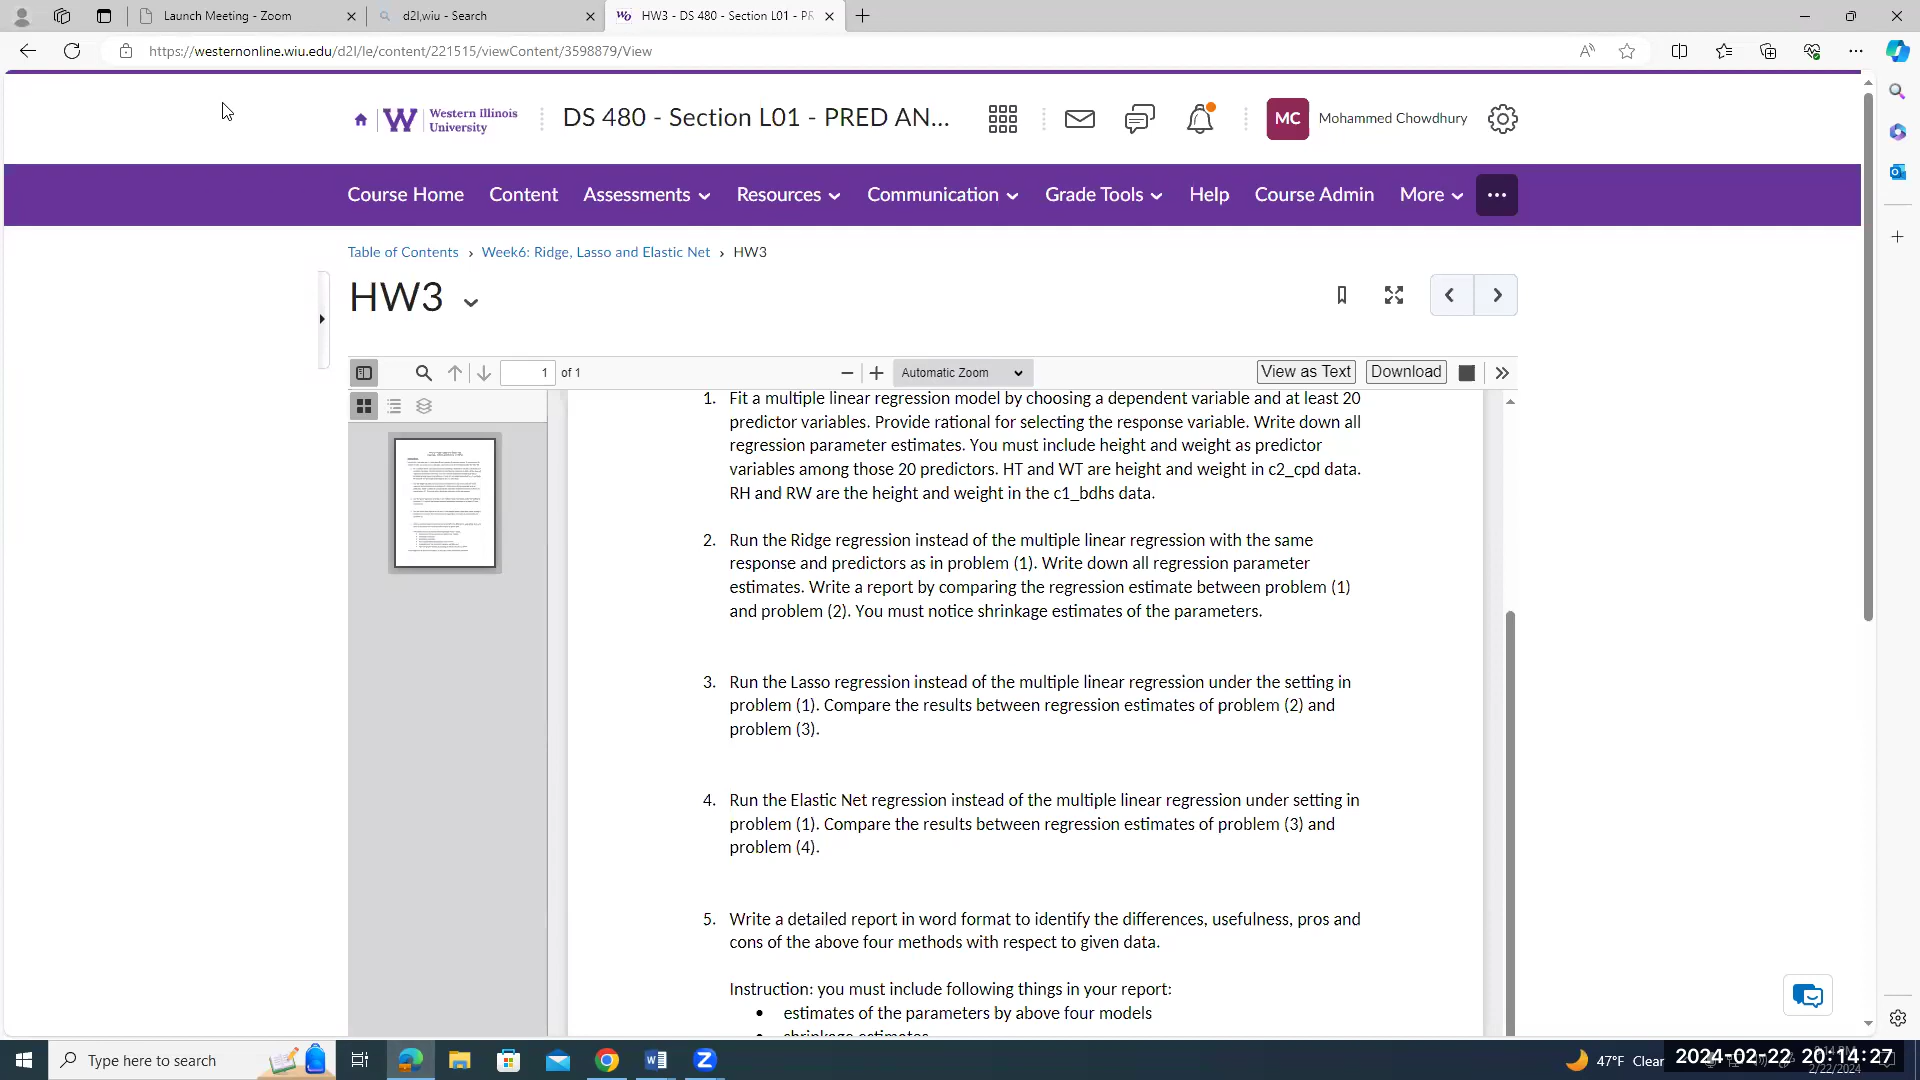 Launch Meeting - Zoom
d2l,wiu - Search
HW3 - DS 480 - Section L01 - PR
https://westernonline.wiu.edu/d2l/le/content/221515/viewContent/3598879/View
W Western Illinois
University
DS 480 - Section L01 - PRED AN...
MC
Mohammed Chowdhury
Course Home
Content
Assessments
Resources
Communication
Grade Tools
Help
Course Admin
More
Table of Contents › Week6: Ridge, Lasso and Elastic Net › HW3
HW3
1 of 1
Automatic Zoom
View as Text
Download
1. Fit a multiple linear regression model by choosing a dependent variable and at least 20
predictor variables. Provide rational for selecting the response variable. Write down all
regression parameter estimates. You must include height and weight as predictor
variables among those 20 predictors. HT and WT are height and weight in c2_cpd data.
RH and RW are the height and weight in the c1_bdhs data.
2. Run the Ridge regression instead of the multiple linear regression with the same
response and predictors as in problem (1). Write down all regression parameter
estimates. Write a report by comparing the regression estimate between problem (1)
and problem (2). You must notice shrinkage estimates of the parameters.
3. Run the Lasso regression instead of the multiple linear regression under the setting in
problem (1). Compare the results between regression estimates of problem (2) and
problem (3).
4. Run the Elastic Net regression instead of the multiple linear regression under setting in
problem (1). Compare the results between regression estimates of problem (3) and
problem (4).
5. Write a detailed report in word format to identify the differences, usefulness, pros and
cons of the above four methods with respect to given data.
Instruction: you must include following things in your report:
• estimates of the parameters by above four models
• shrinkage estimates
Type here to search
47°F Clear
2024-02-22 20:14:27
2/22/2024